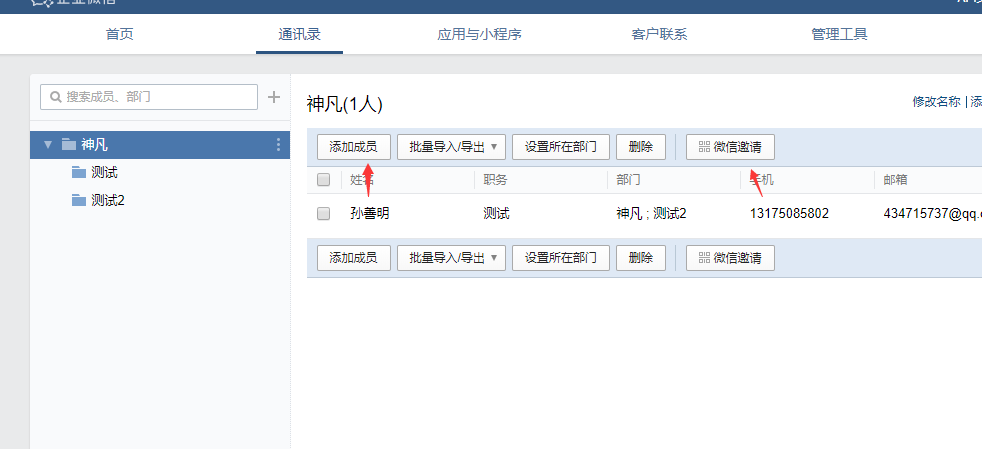 企业微信
首页 通讯录 应用与小程序 客户联系 管理工具
搜索成员、部门
神凡
测试
测试2
神凡(1人)
修改名称 | 添
添加成员 批量导入/导出 设置所在部门 删除 微信邀请
姓名 职务 部门 手机 邮箱
孙善明 测试 神凡 ; 测试2 13175085802 434715737@qq.c
添加成员 批量导入/导出 设置所在部门 删除 微信邀请